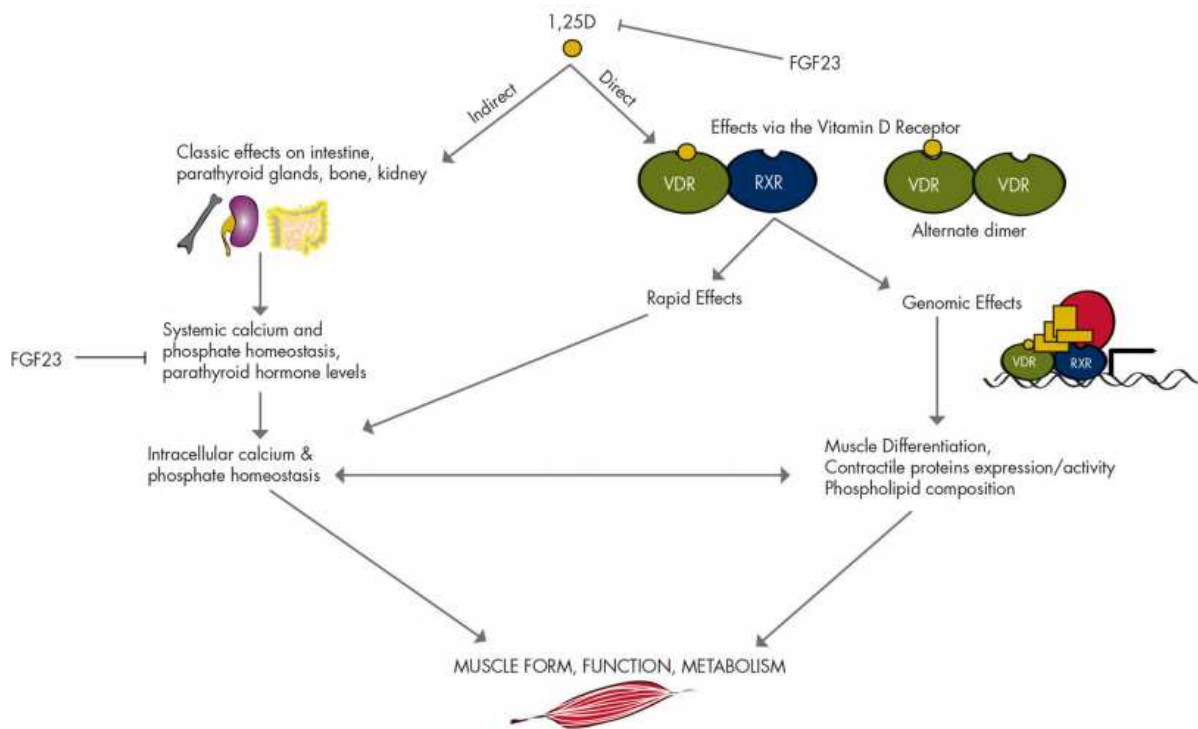 1,25D
FGF23
Indirect
Direct
Effects via the Vitamin D Receptor
Classic effects on intestine,
parathyroid glands, bone, kidney
VDR
RXR
VDR
VDR
Alternate dimer
Rapid Effects
Genomic Effects
VDR
RXR
FGF23
Systemic calcium and
phosphate homeostasis,
parathyroid hormone levels
Intracellular calcium &
phosphate homeostasis
Muscle Differentiation,
Contractile proteins expression/activity
Phospholipid composition
MUSCLE FORM, FUNCTION, METABOLISM